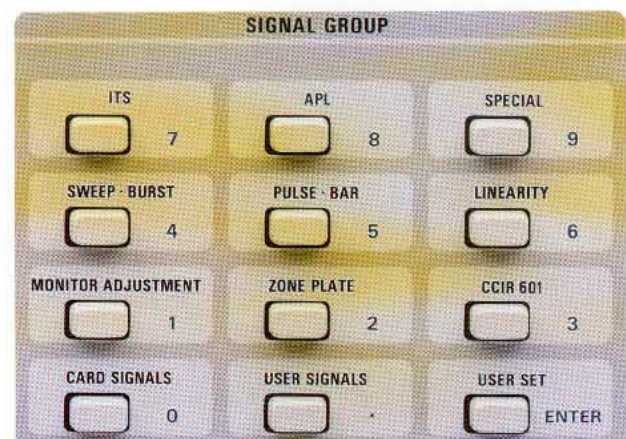 SIGNAL GROUP
ITS APL SPECIAL
7 8 9
SWEEP · BURST PULSE · BAR LINEARITY
4 5 6
MONITOR ADJUSTMENT ZONE PLATE CCIR 601
1 2 3
CARD SIGNALS USER SIGNALS USER SET
0 . ENTER